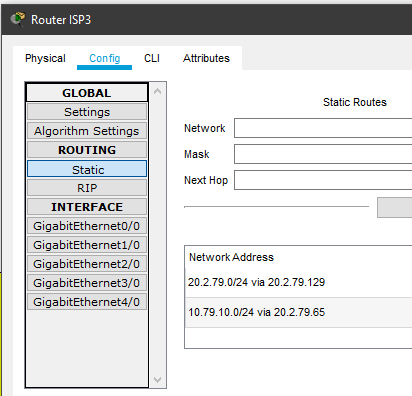 Router ISP3
Physical Config CLI Attributes
GLOBAL
Settings
Algorithm Settings
ROUTING
Static
RIP
INTERFACE
GigabitEthernet0/0
GigabitEthernet1/0
GigabitEthernet2/0
GigabitEthernet3/0
GigabitEthernet4/0
Static Routes
Network
Mask
Next Hop
Network Address
20.2.79.0/24 via 20.2.79.129
10.79.10.0/24 via 20.2.79.65